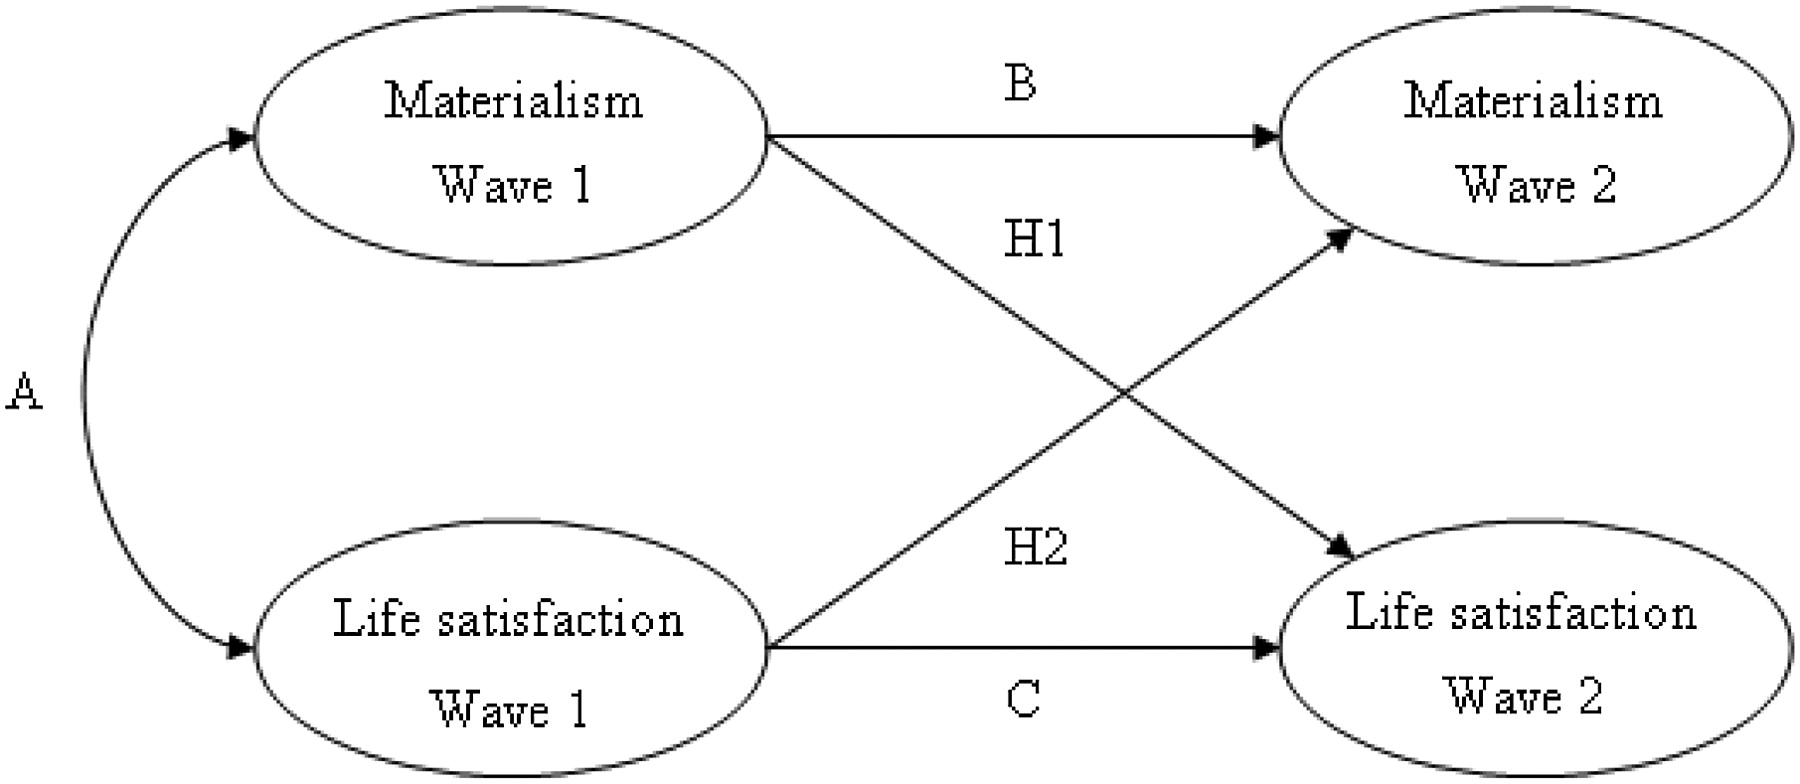 Materialism
Wave 1
B
Materialism
Wave 2
H1
A
H2
Life satisfaction
Wave 1
C
Life satisfaction
Wave 2